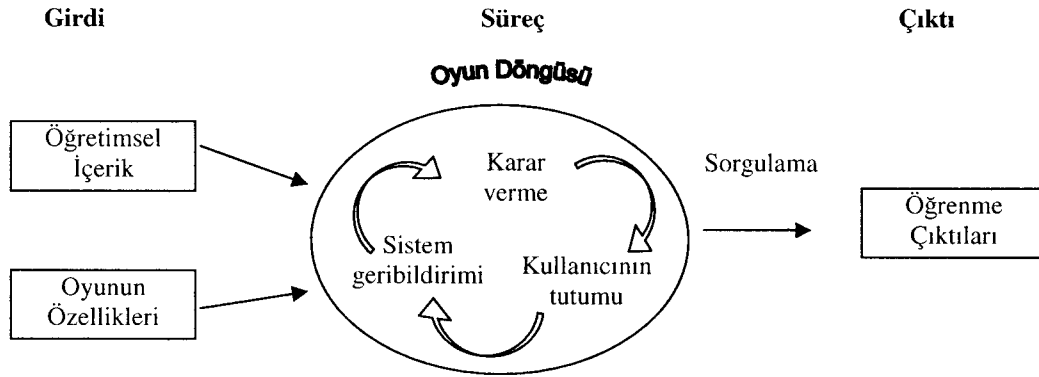 Girdi
Süreç
Çıktı
Oyun Döngüsü
Öğretimsel
İçerik
Oyunun
Özellikleri
Karar
verme
Kullanıcının
tutumu
Sistem
geribildirimi
Sorgulama
Öğrenme
Çıktıları